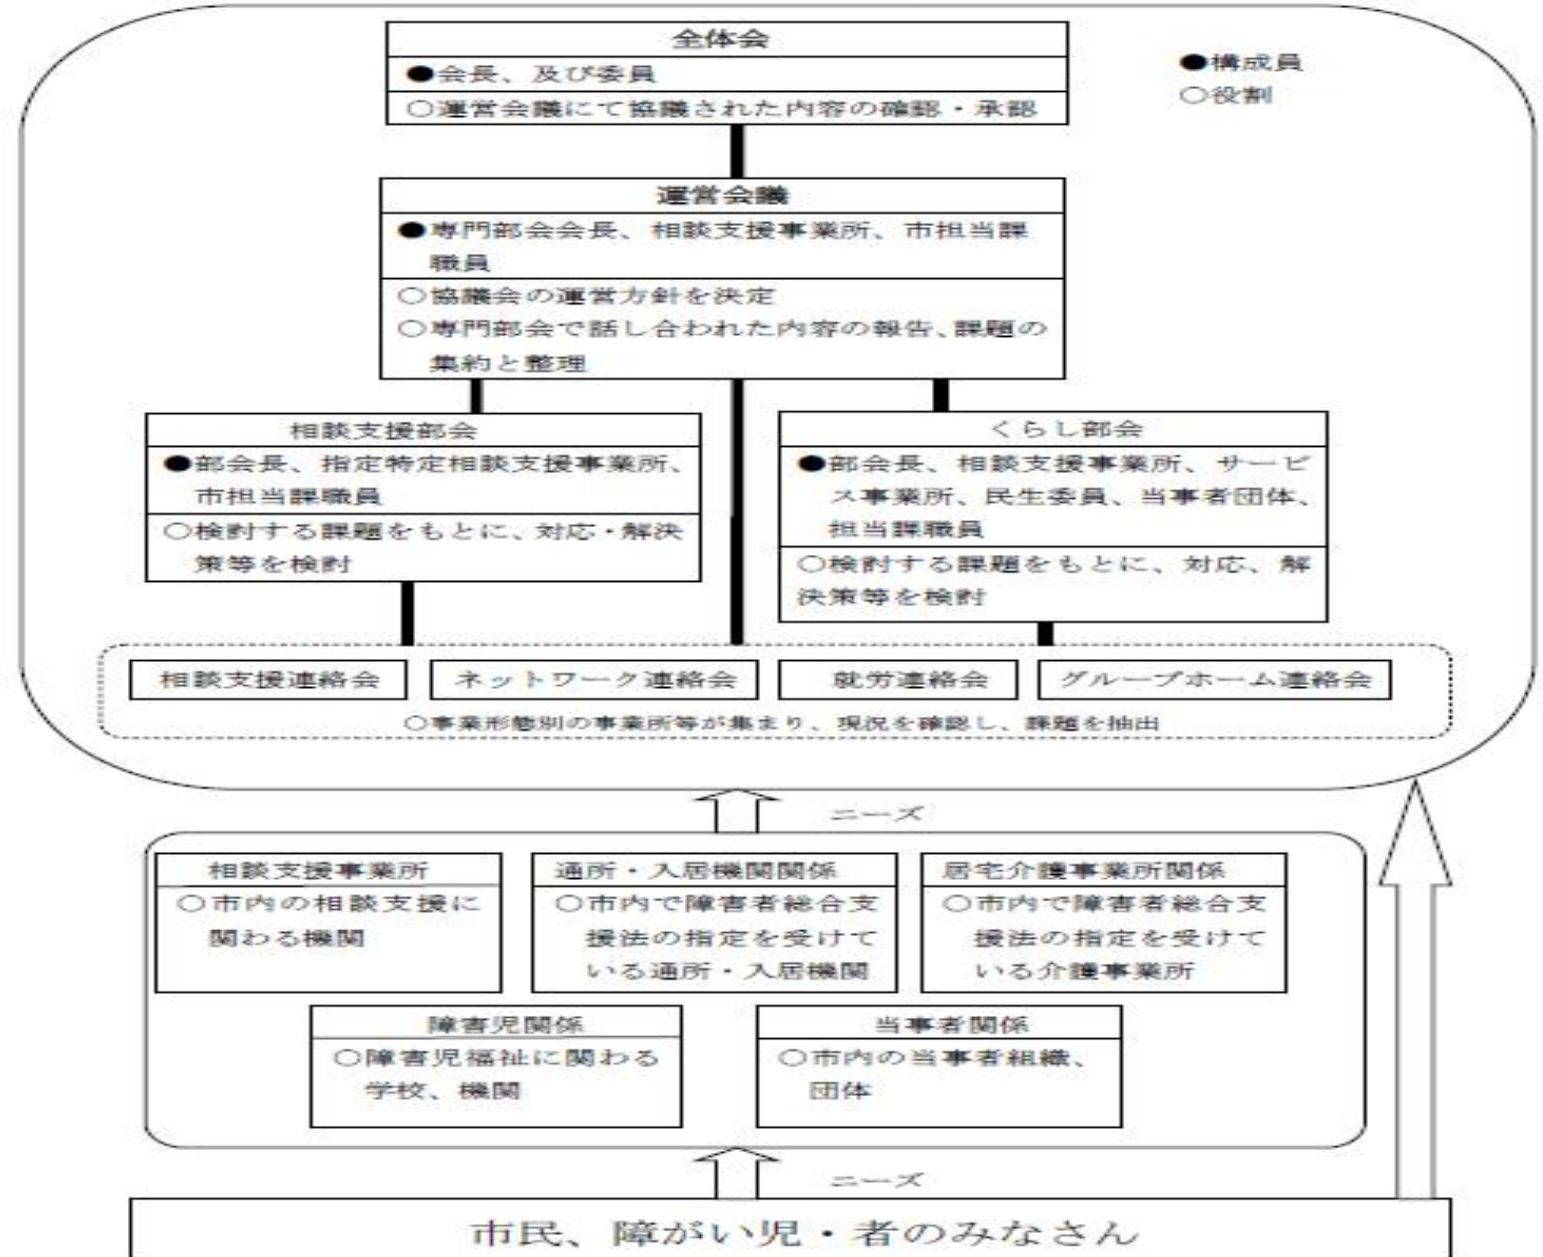 全体会
●会長、及び委員
○運営会議にて協議された内容の確認・承認
●構成員
○役割
運営会議
●専門部会会長、相談支援事業所、市担当課
職員
○協議会の運営方針を決定
○専門部会で話し合われた内容の報告、課題の
集約と整理
相談支援部会
●部会長、指定特定相談支援事業所、
市担当課職員
○検討する課題をもとに、対応・解決
策等を検討
くらし部会
●部会長、相談支援事業所、サービ
ス事業所、民生委員、当事者団体、
担当課職員
○検討する課題をもとに、対応、解
決策等を検討
相談支援連絡会
ネットワーク連絡会
就労連絡会
グループホーム連絡会
○事業形態別の事業所等が集まり、現況を確認し、課題を抽出
ニーズ
相談支援事業所
○市内の相談支援に
関わる機関
通所・入居機関関係
○市内で障害者総合支
援法の指定を受けて
いる通所・入居機関
居宅介護事業所関係
○市内で障害者総合支
援法の指定を受けて
いる介護事業所
障害児関係
○障害児福祉に関わる
学校、機関
当事者関係
○市内の当事者組織、
団体
ニーズ
市民、障がい児・者のみなさん